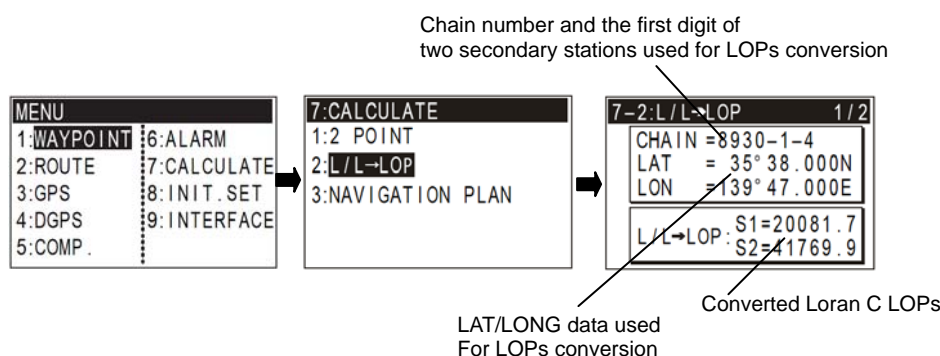 Chain number and the first digit of
two secondary stations used for LOPs conversion
MENU
1:WAYPOINT
2:ROUTE
3:GPS
4:DGPS
5:COMP.
6:ALARM
7:CALCULATE
8:INIT.SET
9:INTERFACE
7:CALCULATE
1:2 POINT
2:L/L→LOP
3:NAVIGATION PLAN
7-2:L/L→LOP 1/2
CHAIN =8930-1-4
LAT = 35°38.000N
LON =139°47.000E
L/L→LOP: S1=20081.7
S2=41769.9
Converted Loran C LOPs
LAT/LONG data used
For LOPs conversion